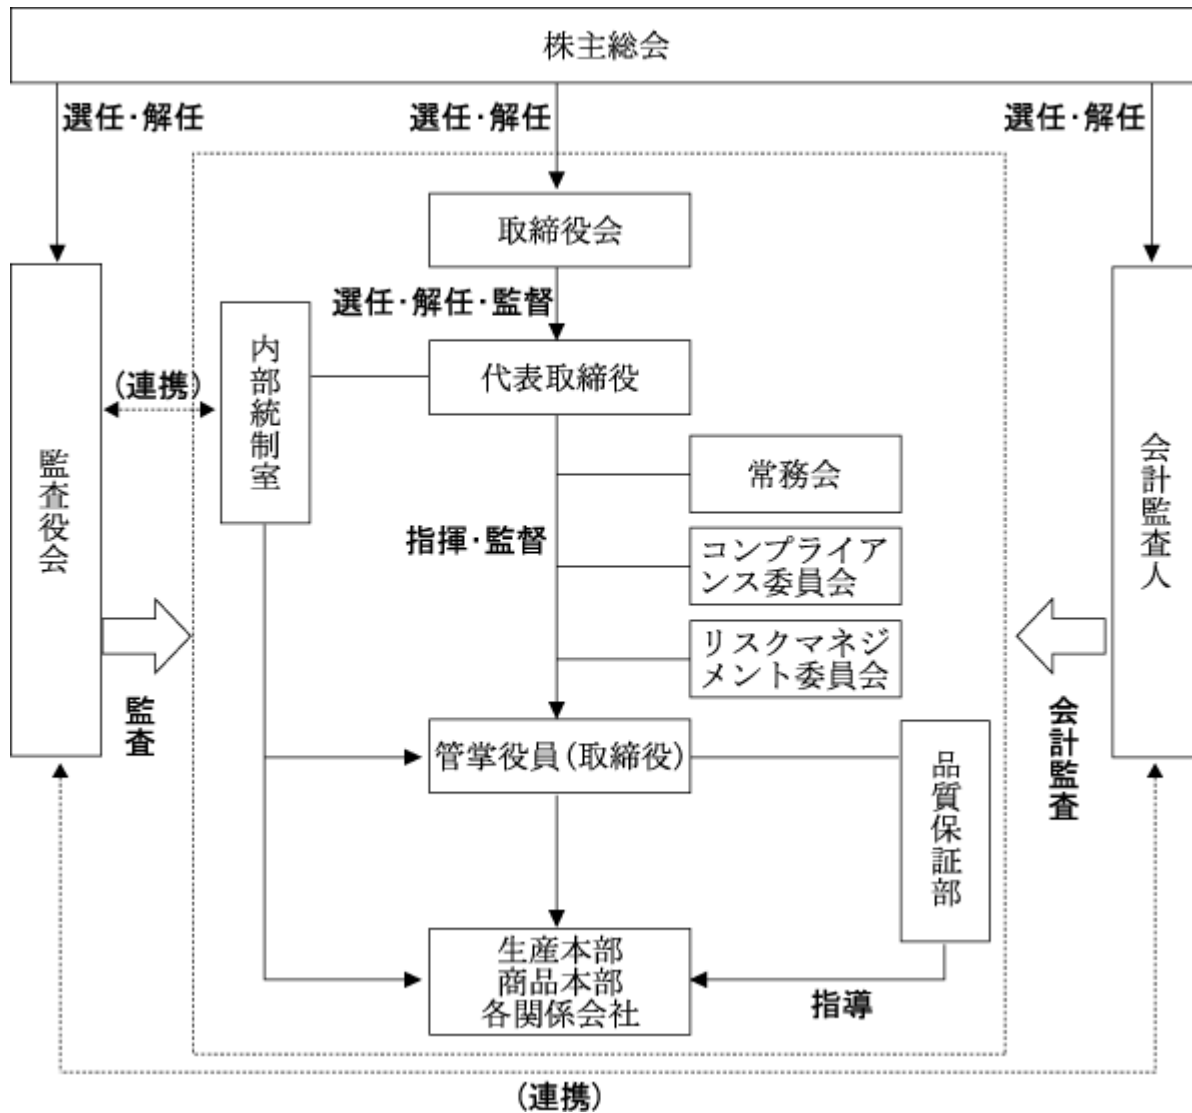 株主総会
選任・解任
選任・解任
選任・解任
取締役会
選任・解任・監督
内部統制室
代表取締役
(連携)
監査役会
会計監査人
常務会
指揮・監督
コンプライア
ンス委員会
リスクマネジ
メント委員会
監査
会計監査
管掌役員(取締役)
品質保証部
生産本部
商品本部
各関係会社
指導
(連携)